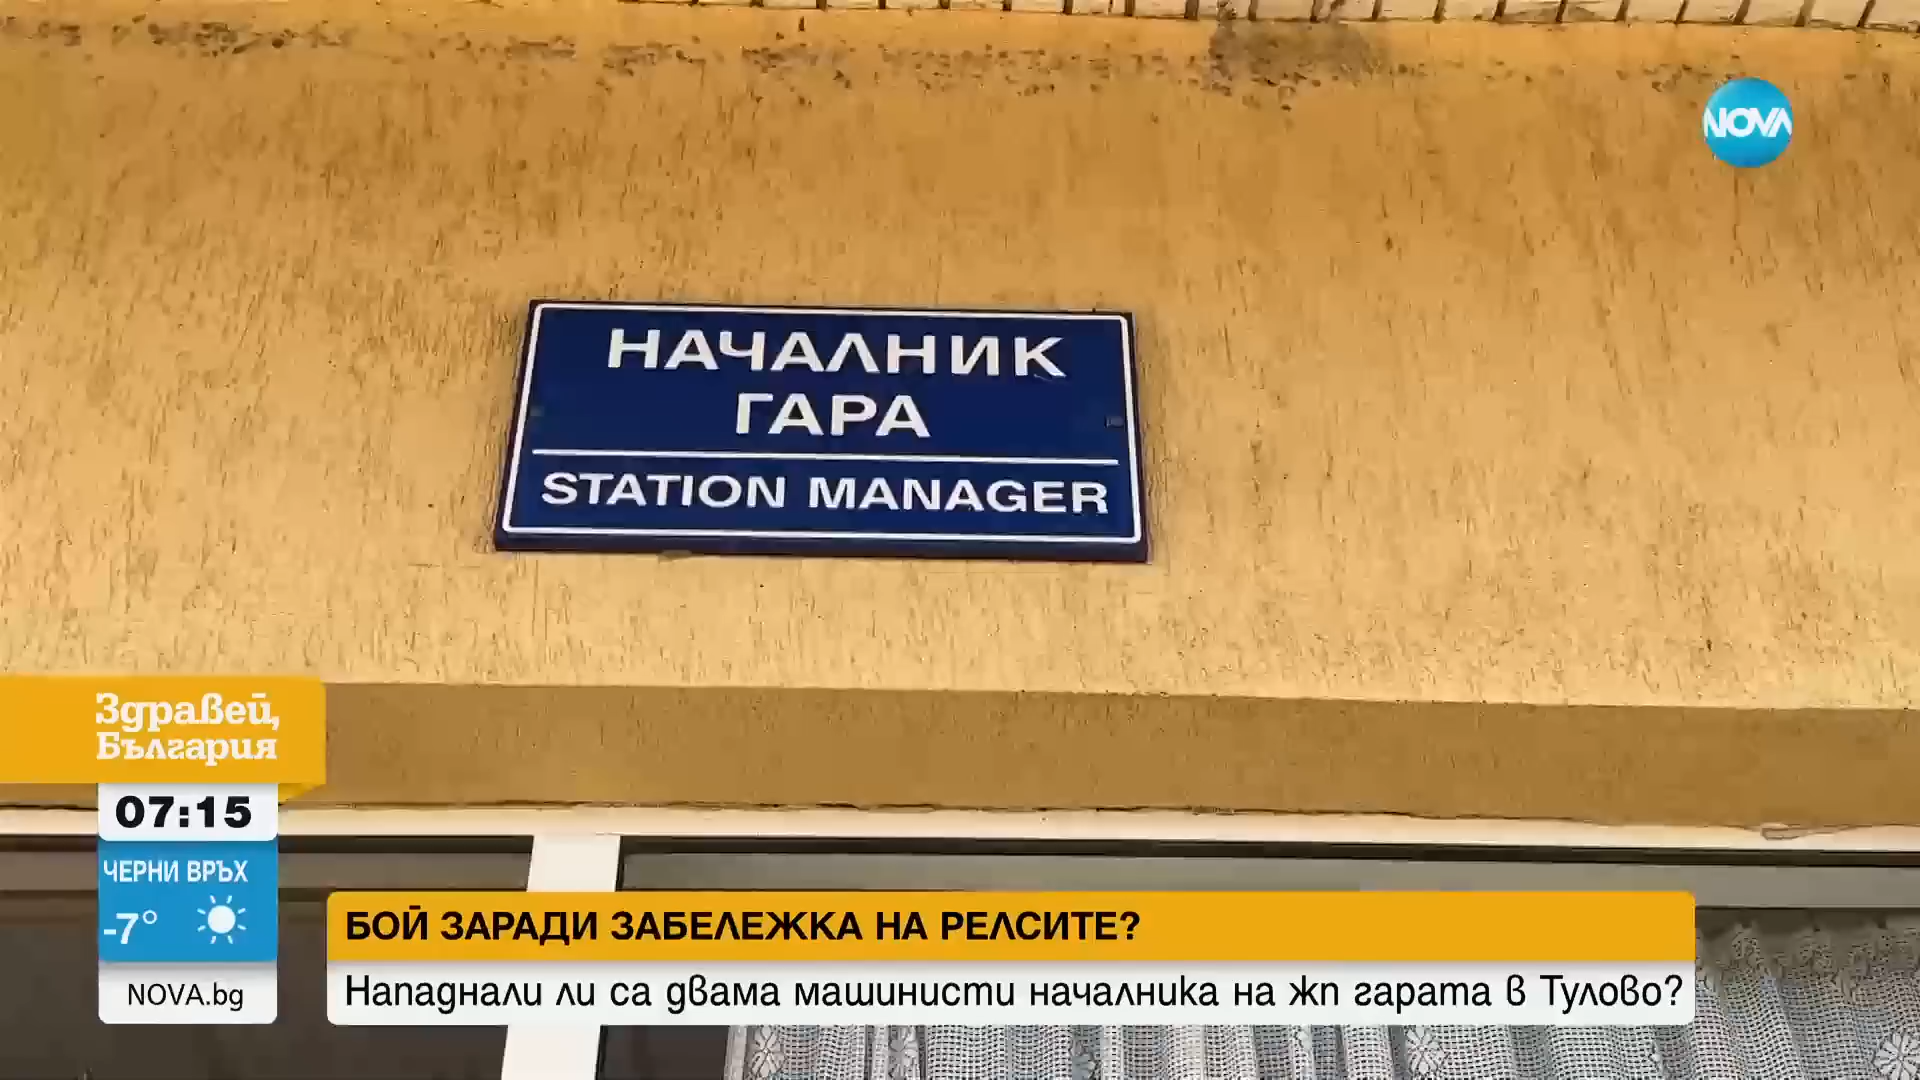 NOVA
НАЧАЛНИК
ГАРА
STATION MANAGER
Здравей,
България
07:15
ЧЕРНИ ВРЪХ
-7°
NOVA.bg
БОЙ ЗАРАДИ ЗАБЕЛЕЖКА НА РЕЛСИТЕ?
Нападнали ли са двама машинисти началника на жп гарата в Тулово?